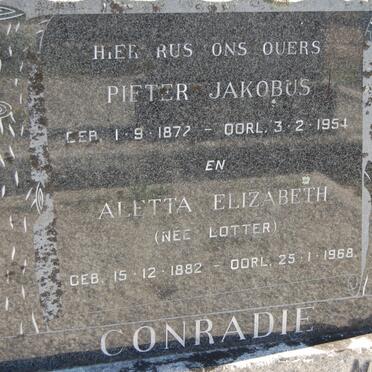 HIER RUS ONS OUERS
PIETER JAKOBUS
GEB. 1·9·1877 - OORL. 3·2·1954
EN
ALETTA ELIZABETH
(NEE LOTTER)
GEB. 15·12·1882 - OORL. 25·1·1968.
CONRADIE